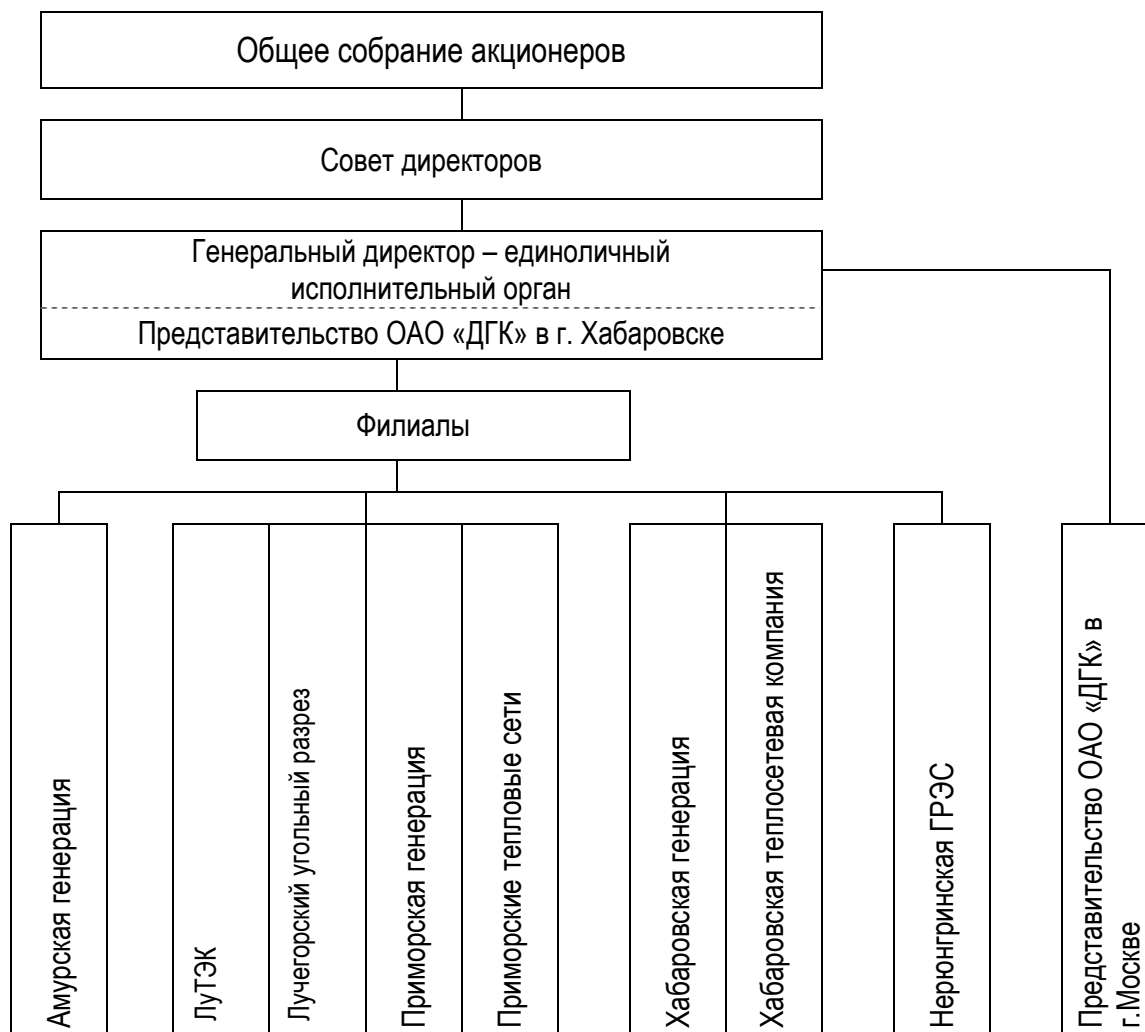 Общее собрание акционеров
Совет директоров
Генеральный директор – единоличный
исполнительный орган
Представительство ОАО «ДГК» в г. Хабаровске
Филиалы
Амурская генерация
ЛуТЭК
Лучегорский угольный разрез
Приморская генерация
Приморские тепловые сети
Хабаровская генерация
Хабаровская теплосетевая компания
Нерюнгринская ГРЭС
Представительство ОАО «ДГК» в
г.Москве